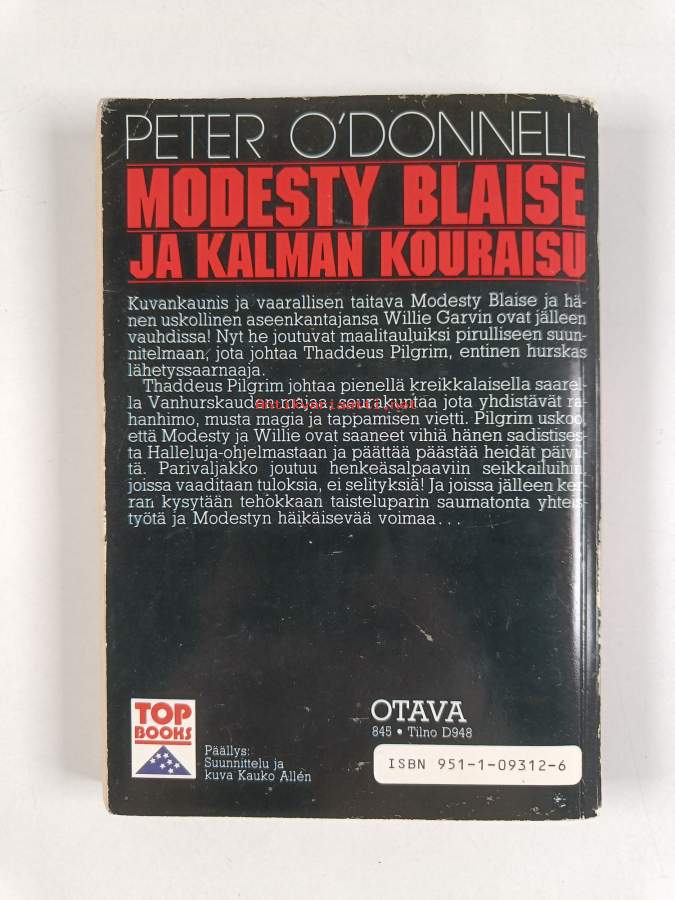 PETER O'DONNELL
MODESTY BLAISE
JA KALMAN KOURAISU
Kuvankaunis ja vaarallisen taitava Modesty Blaise ja hä-
nen uskollinen aseenkantajansa Willie Garvin ovat jälleen
vauhdissa! Nyt he joutuvat maalitauluiksi pirulliseen suun-
nitelmaan, jota johtaa Thaddeus Pilgrim, entinen hurskas
lähetyssaarnaaja.
Thaddeus Pilgrim johtaa pienellä kreikkalaisella saarel-
la Vanhurskauden majaa, seurakuntaa jota yhdistävät ra-
hanhimo, musta magia ja tappamisen vietti. Pilgrim uskoo,
että Modesty ja Willie ovat saaneet vihiä hänen sadistises-
ta Halleluja-ohjelmastaan ja päättää päästää heidät päivil-
tä. Parivaljakko joutuu henkeäsalpaaviin seikkailuihin,
joissa vaaditaan tuloksia, ei selityksiä! Ja joissa jälleen ker-
ran kysytään tehokkaan taisteluparin saumatonta yhteis-
työtä ja Modestyn häikäisevää voimaa...
TOP
BOOKS
Päällys:
Suunnittelu ja
kuva Kauko Allén
OTAVA
845 • Tilno D948
ISBN 951-1-09312-6